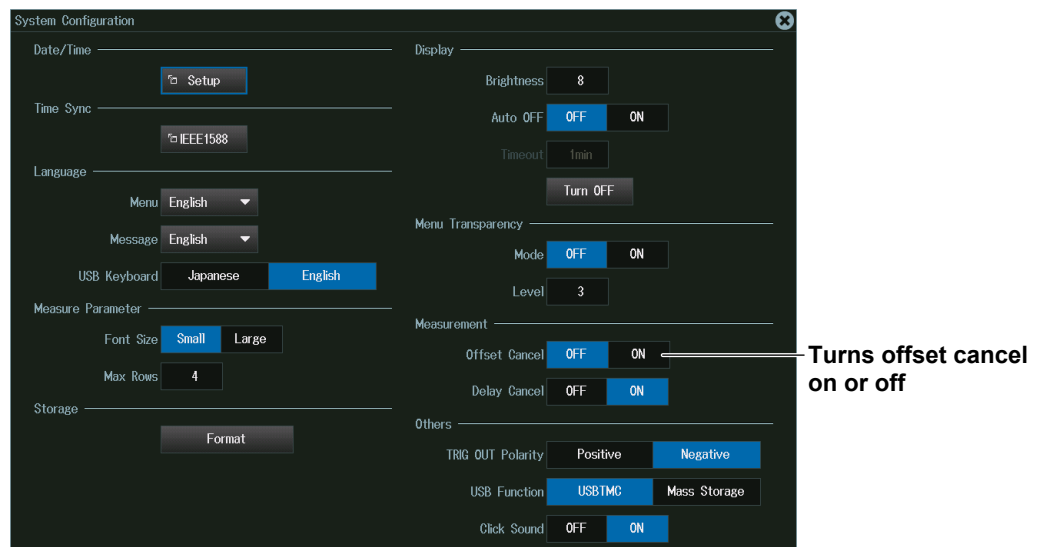 System Configuration
Date/Time
Setup
Time Sync
IEEE1588
Language
Menu English
Message English
USB Keyboard Japanese English
Measure Parameter
Font Size Small Large
Max Rows 4
Storage
Format
Display
Brightness 8
Auto OFF OFF ON
Timeout 1min
Turn OFF
Menu Transparency
Mode OFF ON
Level 3
Measurement
Offset Cancel OFF ON
Delay Cancel OFF ON
Others
TRIG OUT Polarity Positive Negative
USB Function USBTMC Mass Storage
Click Sound OFF ON
Turns offset cancel
on or off